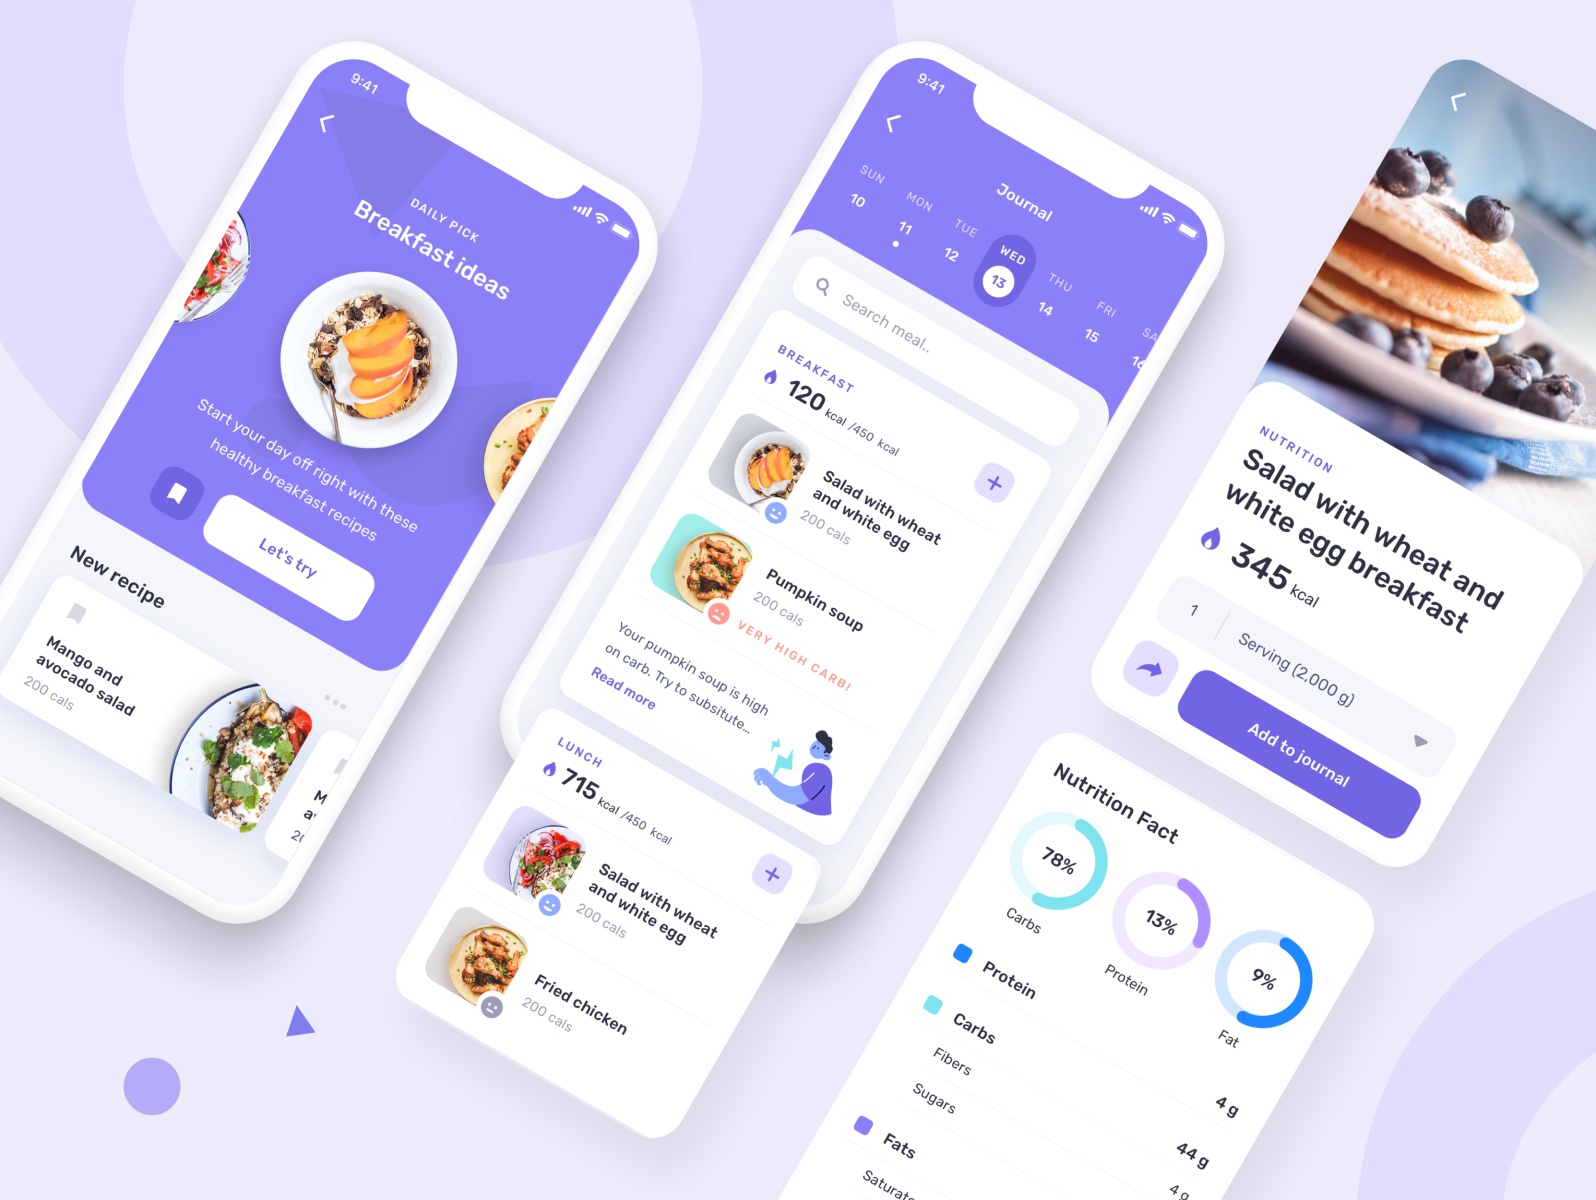 9:41
DAILY PICK
Breakfast ideas
Start your day off right with these
healthy breakfast recipes
Let's try
New recipe
Mango and
avocado salad
200 cals
9:41
Journal
SUN
MON
TUE
WED
THU
FRI
10
11
12
13
14
15
16
Search meal..
BREAKFAST
120 kcal /450 kcal
Salad with wheat
and white egg
200 cals
Pumpkin soup
200 cals
VERY HIGH CARB!
Your pumpkin soup is high
on carb. Try to subsitute...
Read more
LUNCH
715 kcal /450 kcal
Salad with wheat
and white egg
200 cals
Fried chicken
200 cals
NUTRITION
Salad with wheat and
white egg breakfast
345 kcal
1
Serving (2,000 g)
Add to journal
Nutrition Fact
78%
Carbs
13%
Protein
9%
Fat
Protein
4 g
Carbs
44 g
Fibers
4 g
Sugars
Fats